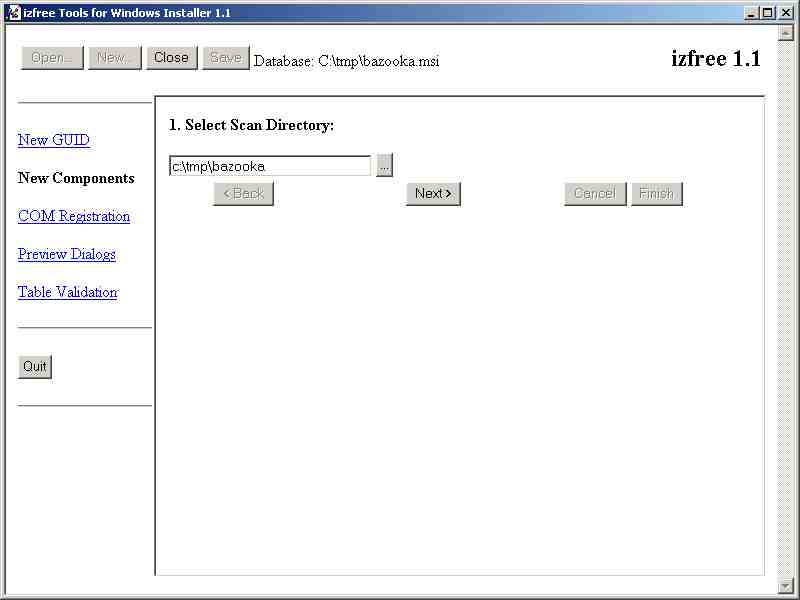 izfree Tools for Windows Installer 1.1
Open... New... Close Save Database: C:\tmp\bazooka.msi izfree 1.1
1. Select Scan Directory:
New GUID
c:\tmp\bazooka ...
New Components
< Back Next > Cancel Finish
COM Registration
Preview Dialogs
Table Validation
Quit